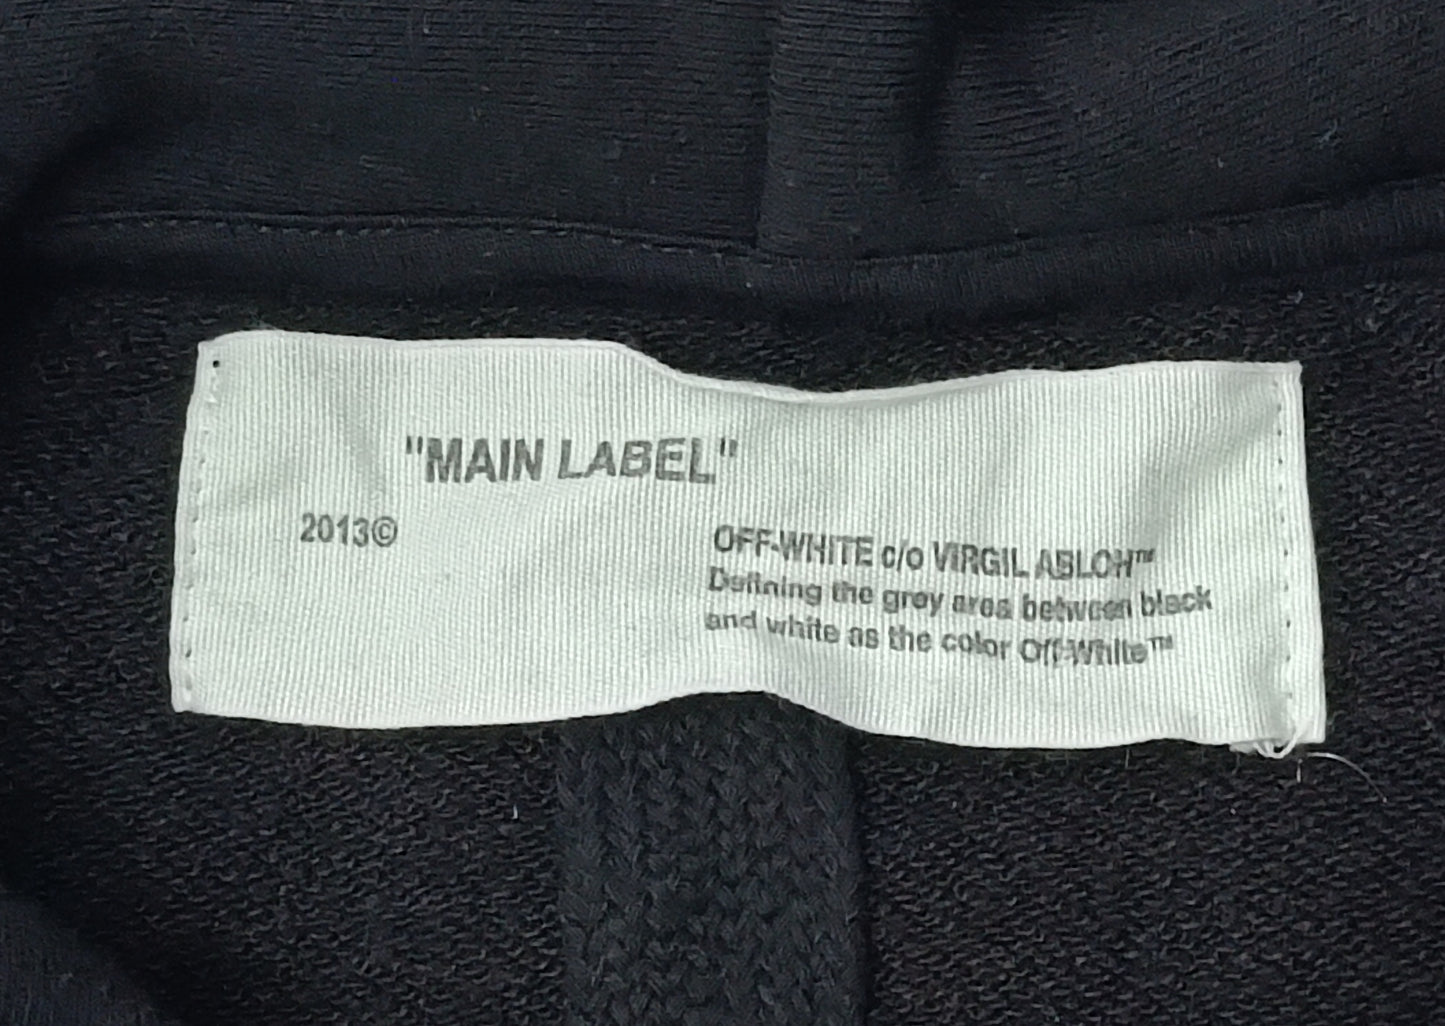 "MAIN LABEL"
2013©
OFF-WHITE c/o VIRGIL ABLOH™
Defining the grey area between black
and white as the color Off-White™